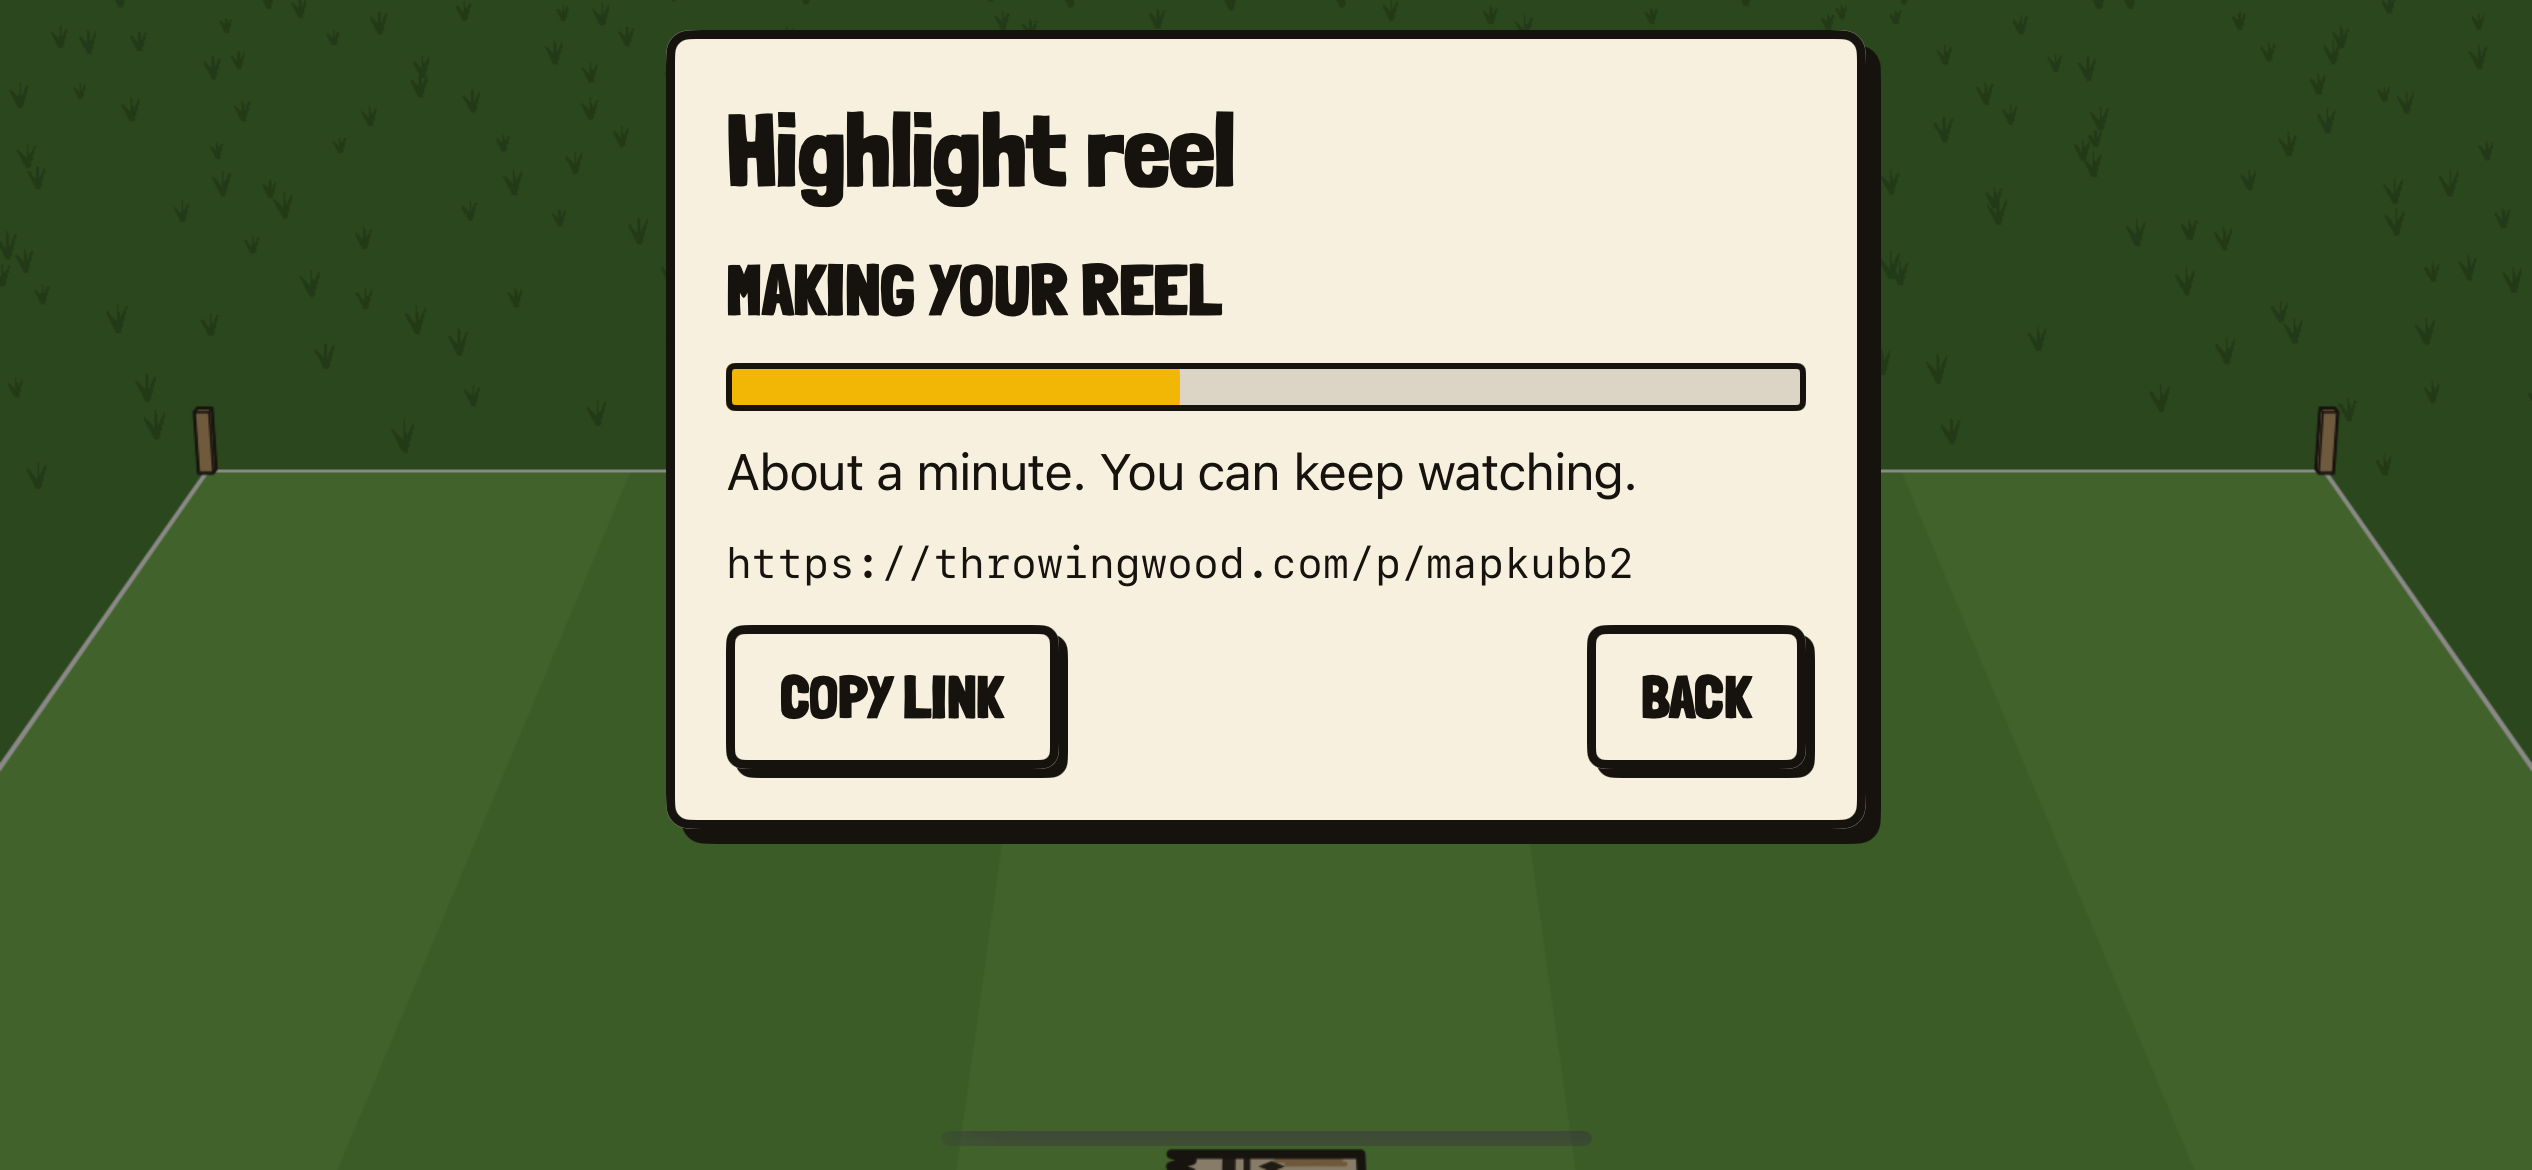 Highlight reel
MAKING YOUR REEL
About a minute. You can keep watching.
https://throwingwood.com/p/mapkubb2
COPY LINK
BACK